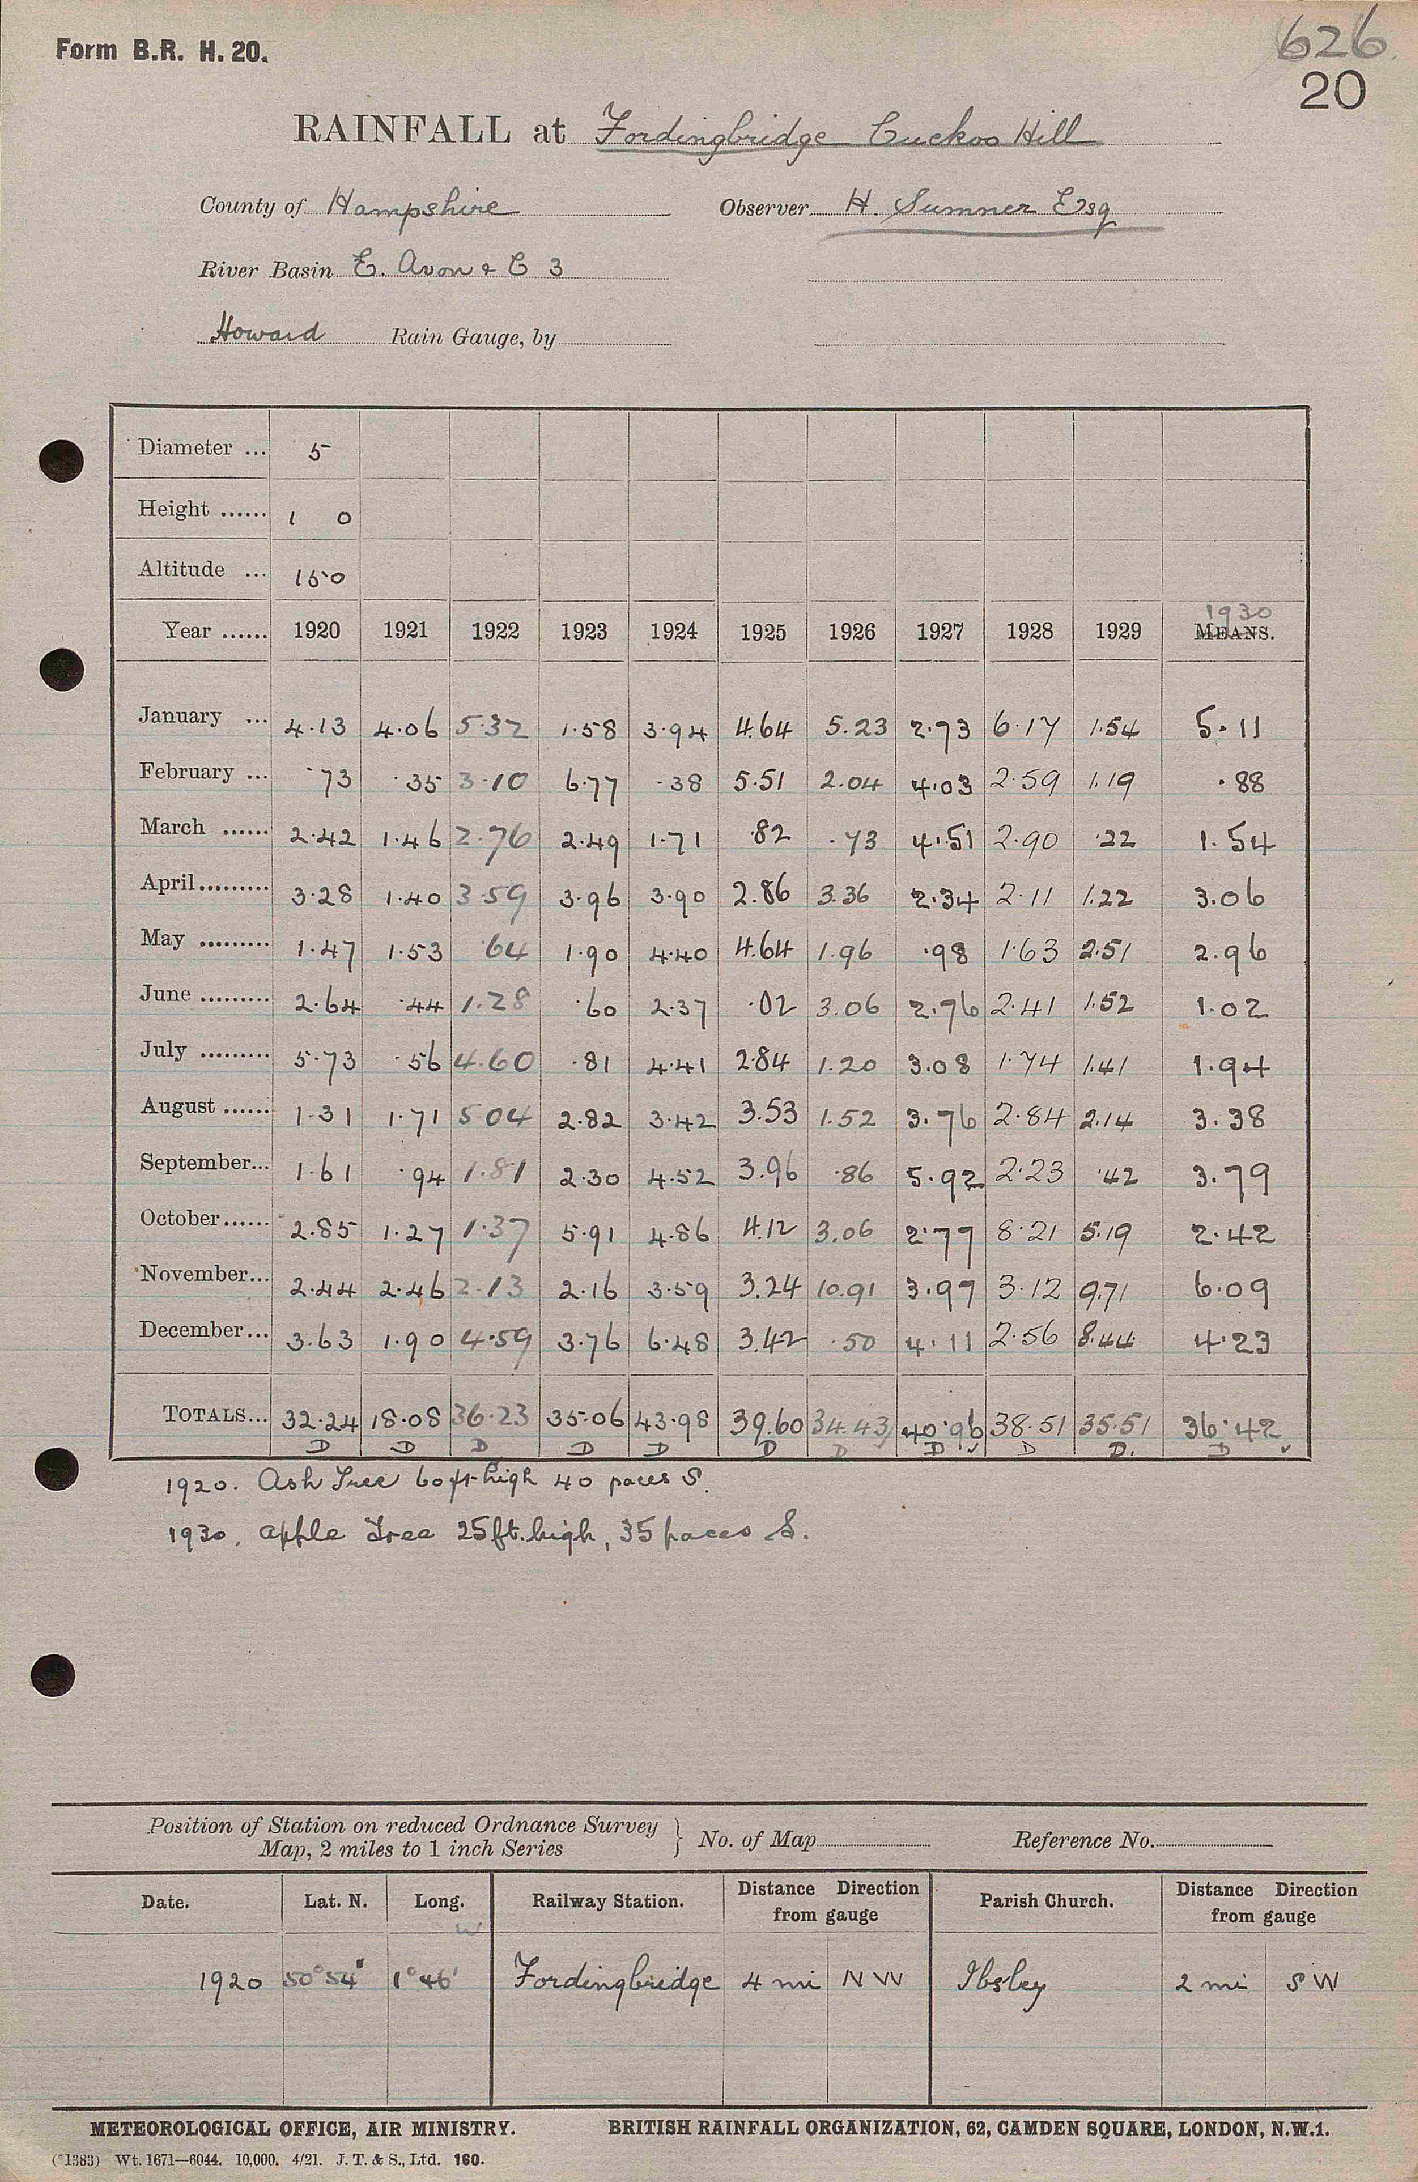 Form B.R. H. 20.
626
20
RAINFALL at Fordingbridge Cuckoo Hill
County of Hampshire Observer H. Sumner Esq
River Basin E. Avon & C 3
Howard Rain Gauge, by
Diameter ... 5
Height ...... 1 0
Altitude ... 150
1930
Year ...... 1920 1921 1922 1923 1924 1925 1926 1927 1928 1929 MEANS.
January ... 4.13 4.06 5.32 1.58 3.94 4.64 5.23 2.73 6.17 1.54 5.11
February ... .73 .35 3.10 6.77 .38 5.51 2.04 4.03 2.59 1.19 .88
March ...... 2.42 1.46 2.76 2.49 1.71 .82 .73 4.51 2.90 .22 1.54
April ......... 3.28 1.40 3.59 3.96 3.90 2.86 3.36 2.34 2.11 1.22 3.06
May ......... 1.47 1.53 .64 1.90 4.40 4.64 1.96 .98 1.63 2.51 2.96
June ......... 2.64 .44 1.28 .60 2.37 .02 3.06 2.76 2.41 1.52 1.02
July ......... 5.73 .56 4.60 .81 4.41 2.84 1.20 3.08 1.74 1.41 1.94
August ...... 1.31 1.71 5.04 2.82 3.42 3.53 1.52 3.76 2.84 2.14 3.38
September... 1.61 .94 1.81 2.30 4.52 3.96 .86 5.92 2.23 .42 3.79
October...... 2.85 1.27 1.37 5.91 4.86 4.12 3.06 2.77 8.21 5.19 2.42
November... 2.44 2.46 2.13 2.16 3.59 3.24 10.91 3.97 3.12 9.71 6.09
December... 3.63 1.90 4.59 3.76 6.48 3.42 .50 4.11 2.56 8.44 4.23
TOTALS... 32.24 18.08 36.23 35.06 43.98 39.60 34.43 40.96 38.51 35.51 36.42
D D D D D D D D D D. D
1920. Ash Tree 60 ft high 40 paces S.
1930. apple Tree 25 ft. high, 35 paces S.
Position of Station on reduced Ordnance Survey
Map, 2 miles to 1 inch Series } No. of Map Reference No.
Date. Lat. N. Long. W Railway Station. Distance Direction from gauge Parish Church. Distance Direction from gauge
1920 50° 54' 1° 46' Fordingbridge 4 mi NW Ibsley 2 mi SW
METEOROLOGICAL OFFICE, AIR MINISTRY. BRITISH RAINFALL ORGANIZATION, 62, CAMDEN SQUARE, LONDON, N.W.1.
(*1383) Wt. 1671—6044. 10,000. 4/21. J. T. & S., Ltd. 160.